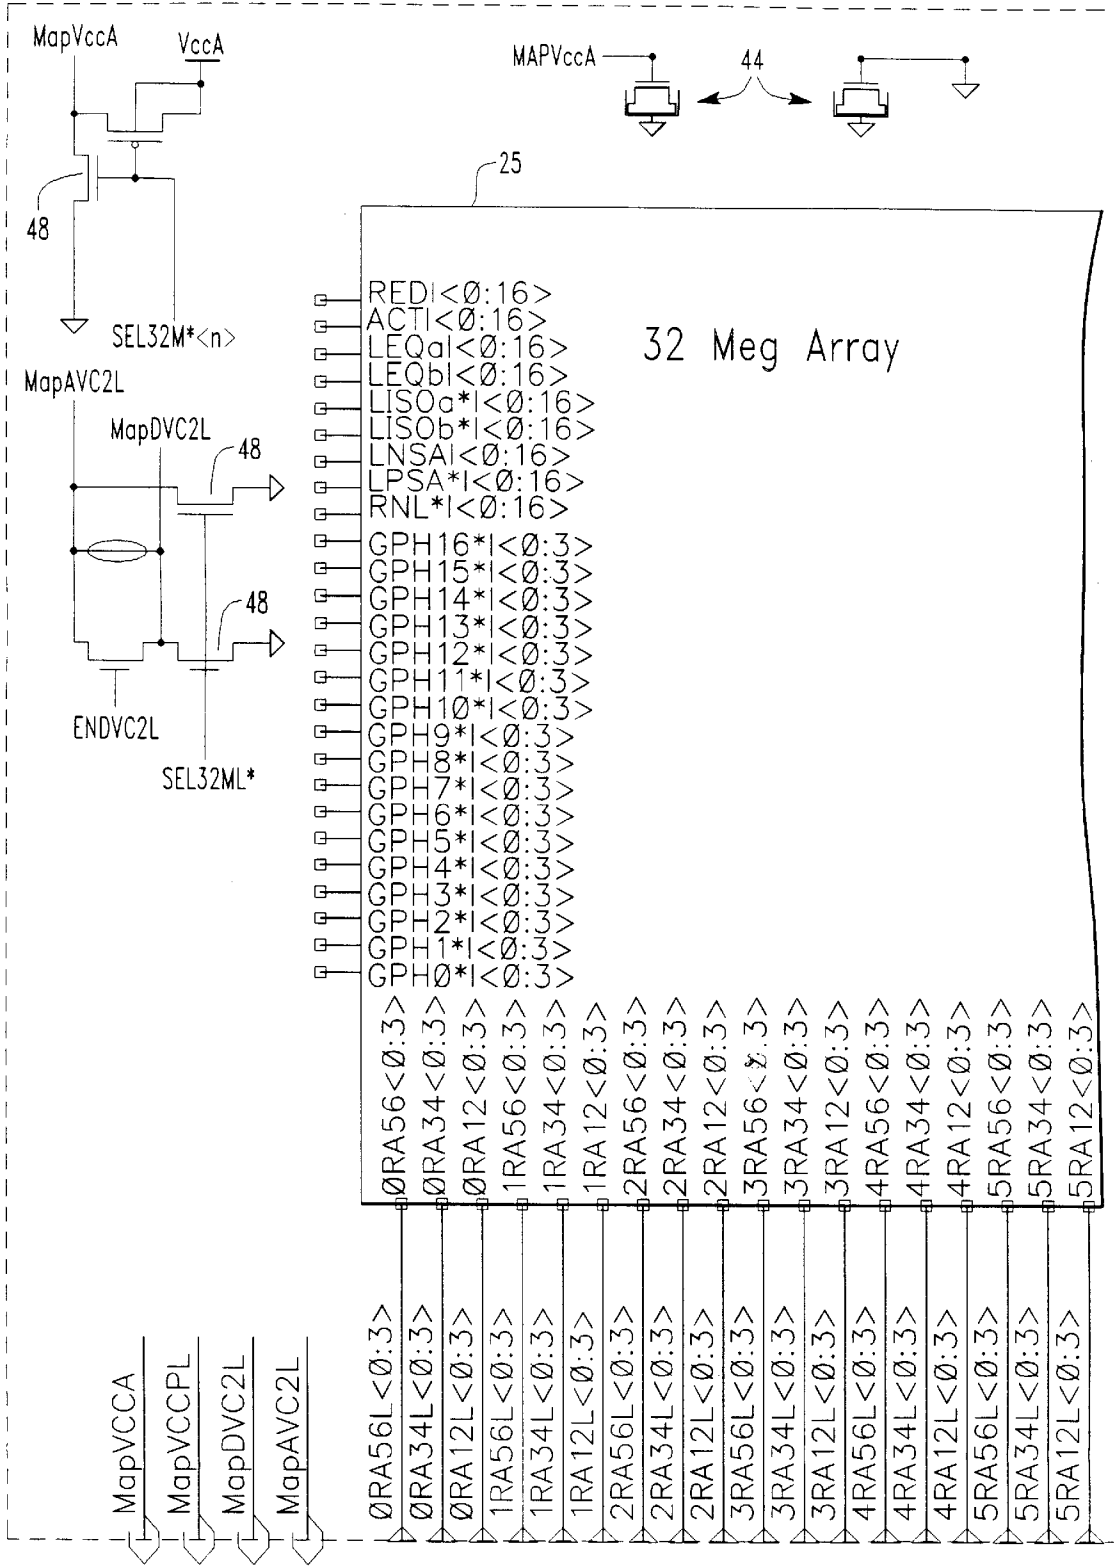 MapVccA
VccA
MAPVccA
44
48
25
SEL32M*<n>
32 Meg Array
REDI<Ø:16>
ACTI<Ø:16>
LEQaI<Ø:16>
LEQbI<Ø:16>
LISOa*I<Ø:16>
LISOb*I<Ø:16>
LNSAI<Ø:16>
LPSA*I<Ø:16>
RNL*I<Ø:16>
GPH16*I<Ø:3>
GPH15*I<Ø:3>
GPH14*I<Ø:3>
GPH13*I<Ø:3>
GPH12*I<Ø:3>
GPH11*I<Ø:3>
GPH1Ø*I<Ø:3>
GPH9*I<Ø:3>
GPH8*I<Ø:3>
GPH7*I<Ø:3>
GPH6*I<Ø:3>
GPH5*I<Ø:3>
GPH4*I<Ø:3>
GPH3*I<Ø:3>
GPH2*I<Ø:3>
GPH1*I<Ø:3>
GPHØ*I<Ø:3>
MapAVC2L
MapDVC2L
48
48
ENDVC2L
SEL32ML*
ØRA56<Ø:3>
ØRA34<Ø:3>
ØRA12<Ø:3>
1RA56<Ø:3>
1RA34<Ø:3>
1RA12<Ø:3>
2RA56<Ø:3>
2RA34<Ø:3>
2RA12<Ø:3>
3RA56<Ø:3>
3RA34<Ø:3>
3RA12<Ø:3>
4RA56<Ø:3>
4RA34<Ø:3>
4RA12<Ø:3>
5RA56<Ø:3>
5RA34<Ø:3>
5RA12<Ø:3>
MapVCCA
MapVCCPL
MapDVC2L
MapAVC2L
ØRA56L<Ø:3>
ØRA34L<Ø:3>
ØRA12L<Ø:3>
1RA56L<Ø:3>
1RA34L<Ø:3>
1RA12L<Ø:3>
2RA56L<Ø:3>
2RA34L<Ø:3>
2RA12L<Ø:3>
3RA56L<Ø:3>
3RA34L<Ø:3>
3RA12L<Ø:3>
4RA56L<Ø:3>
4RA34L<Ø:3>
4RA12L<Ø:3>
5RA56L<Ø:3>
5RA34L<Ø:3>
5RA12L<Ø:3>